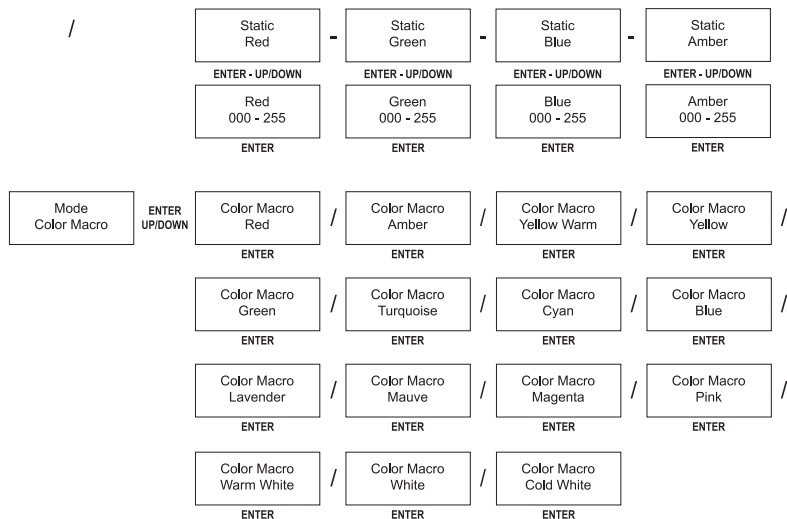 /
Static
Red
-
Static
Green
-
Static
Blue
-
Static
Amber
ENTER - UP/DOWN
ENTER - UP/DOWN
ENTER - UP/DOWN
ENTER - UP/DOWN
Red
000 - 255
Green
000 - 255
Blue
000 - 255
Amber
000 - 255
ENTER
ENTER
ENTER
ENTER
Mode
Color Macro
ENTER
UP/DOWN
Color Macro
Red
/
Color Macro
Amber
/
Color Macro
Yellow Warm
/
Color Macro
Yellow
/
ENTER
ENTER
ENTER
ENTER
Color Macro
Green
/
Color Macro
Turquoise
/
Color Macro
Cyan
/
Color Macro
Blue
/
ENTER
ENTER
ENTER
ENTER
Color Macro
Lavender
/
Color Macro
Mauve
/
Color Macro
Magenta
/
Color Macro
Pink
/
ENTER
ENTER
ENTER
ENTER
Color Macro
Warm White
/
Color Macro
White
/
Color Macro
Cold White
ENTER
ENTER
ENTER